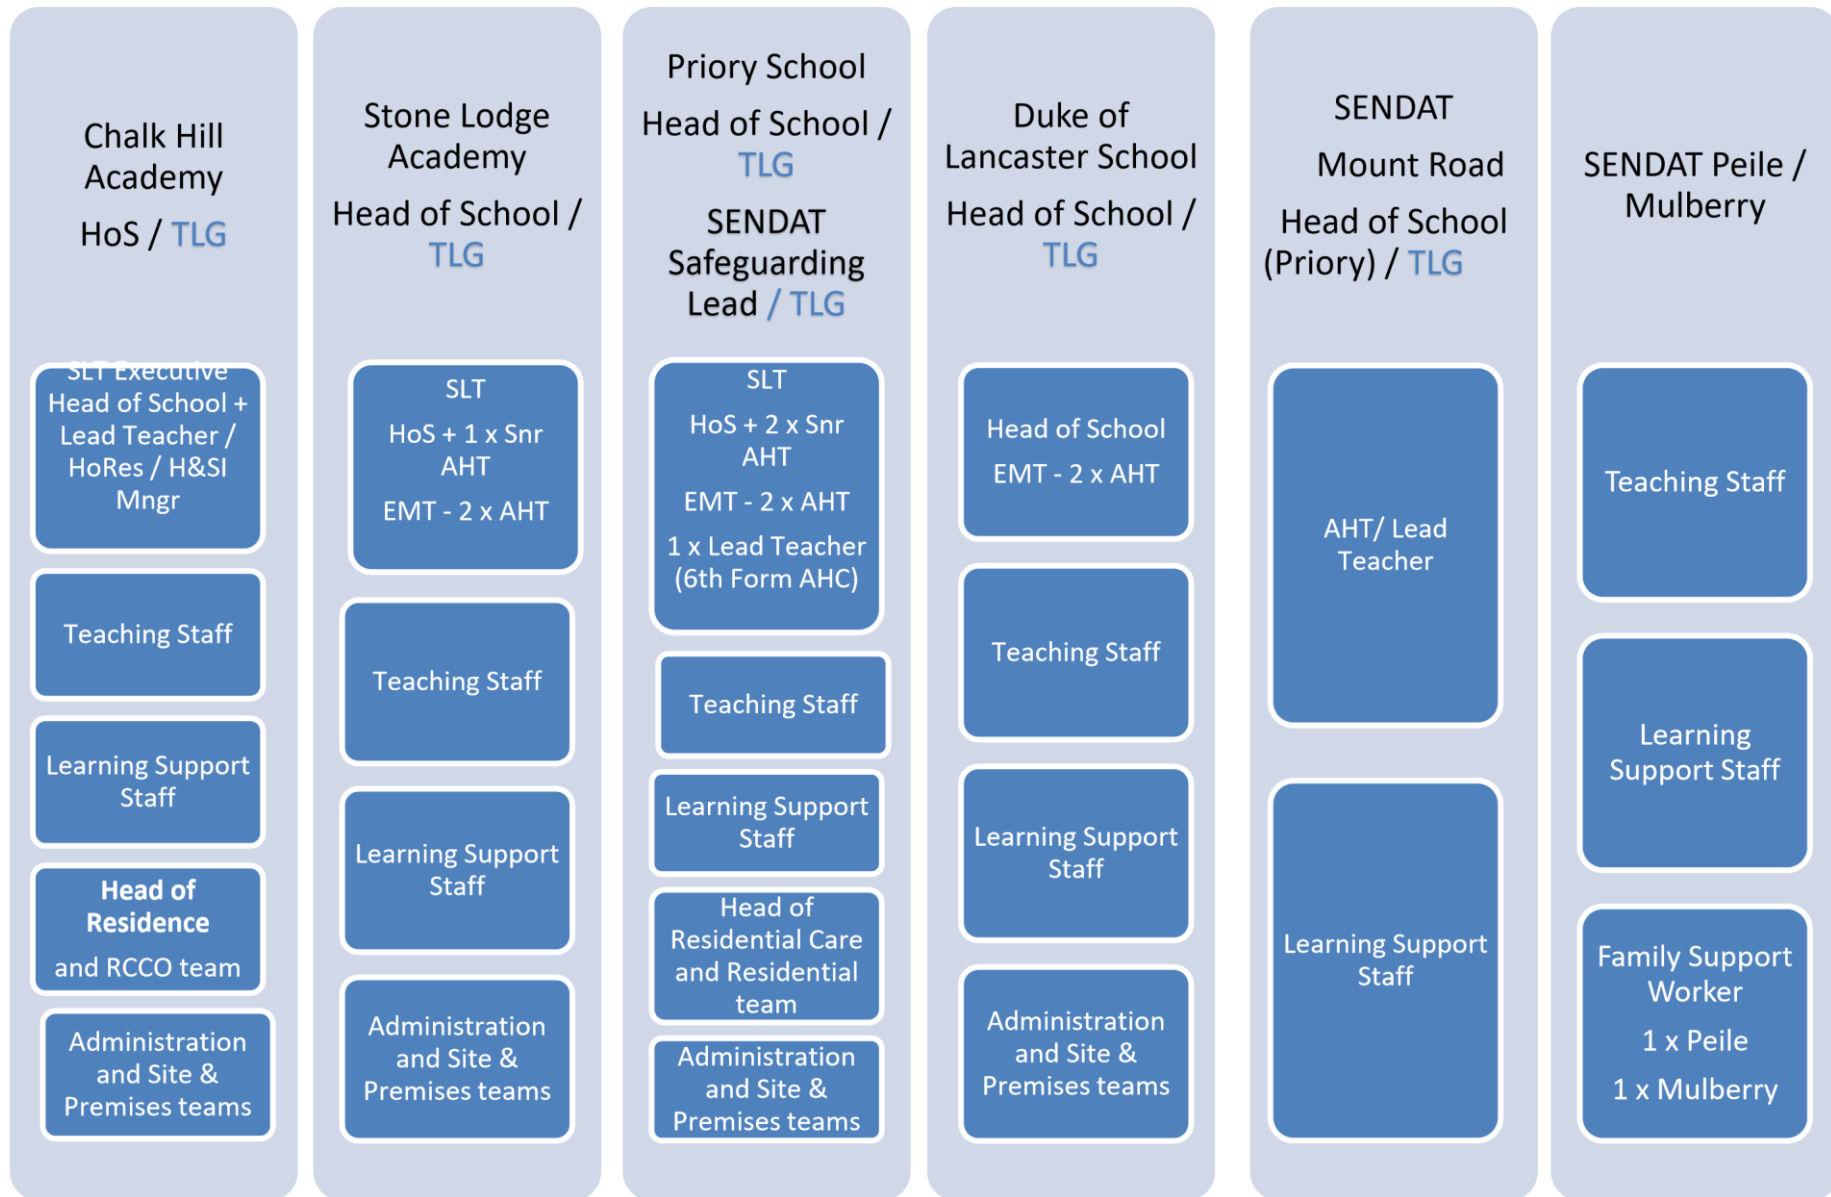 Chalk Hill
Academy
HoS / TLG
SLT Executive
Head of School +
Lead Teacher /
HoRes / H&SI
Mngr
Teaching Staff
Learning Support
Staff
Head of
Residence
and RCCO team
Administration
and Site &
Premises teams
Stone Lodge
Academy
Head of School /
TLG
SLT
HoS + 1 x Snr
AHT
EMT - 2 x AHT
Teaching Staff
Learning Support
Staff
Administration
and Site &
Premises teams
Priory School
Head of School /
TLG
SENDAT
Safeguarding
Lead / TLG
SLT
HoS + 2 x Snr
AHT
EMT - 2 x AHT
1 x Lead Teacher
(6th Form AHC)
Teaching Staff
Learning Support
Staff
Head of
Residential Care
and Residential
team
Administration
and Site &
Premises teams
Duke of
Lancaster School
Head of School /
TLG
Head of School
EMT - 2 x AHT
Teaching Staff
Learning Support
Staff
Administration
and Site &
Premises teams
SENDAT
Mount Road
Head of School
(Priory) / TLG
AHT/ Lead
Teacher
Learning Support
Staff
SENDAT Peile /
Mulberry
Teaching Staff
Learning
Support Staff
Family Support
Worker
1 x Peile
1 x Mulberry